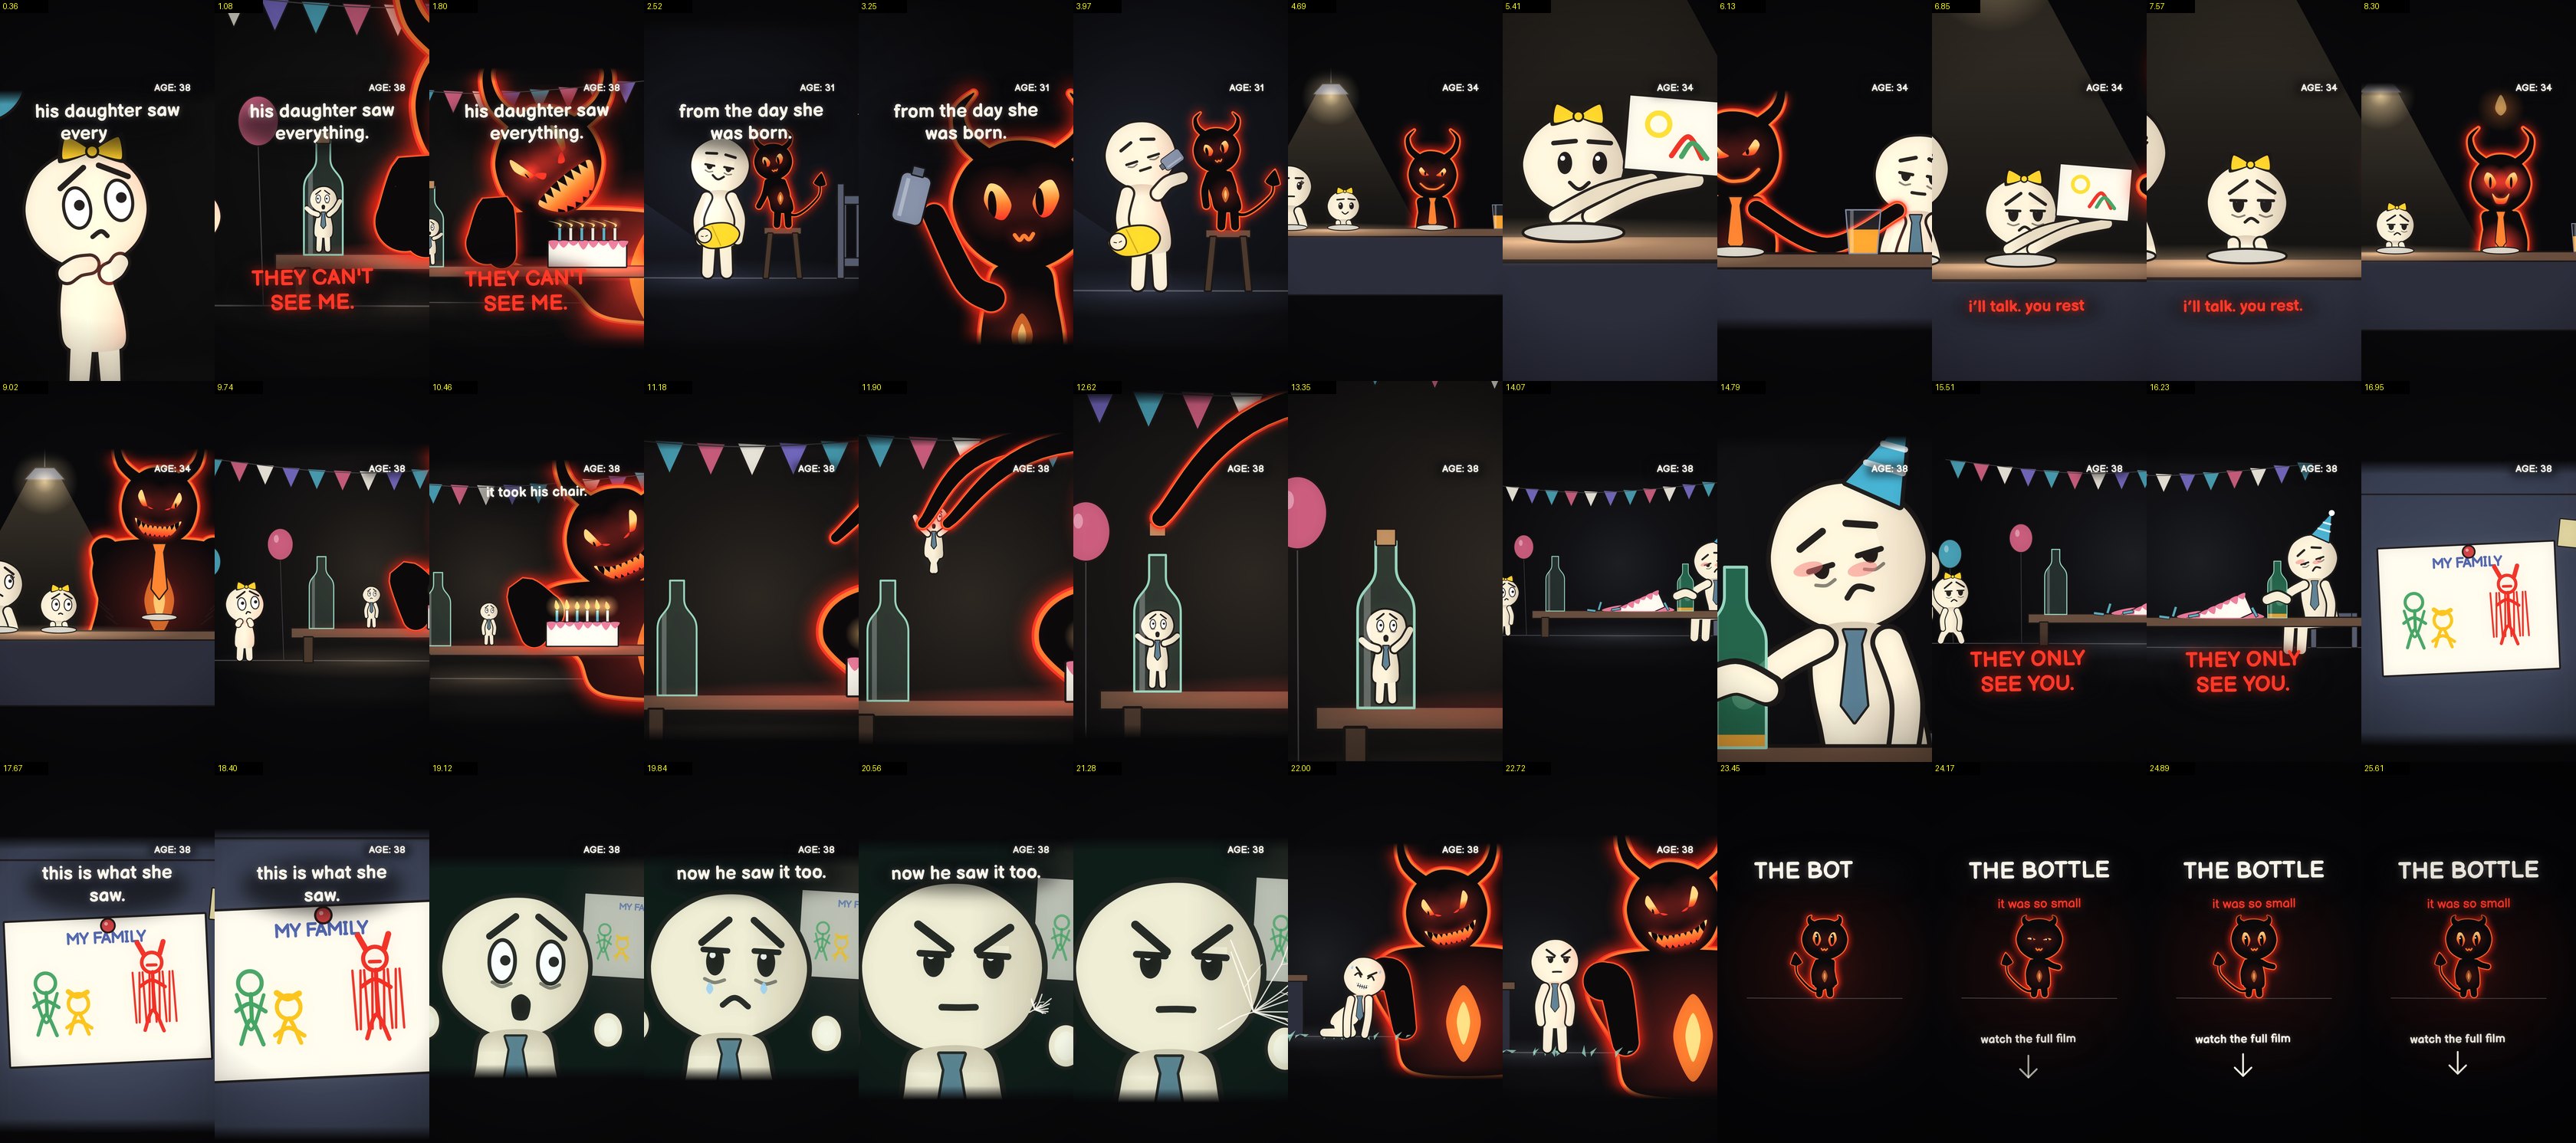 0.36
AGE: 38
his daughter saw
every
1.08
AGE: 38
his daughter saw
everything.
THEY CAN'T
SEE ME.
1.80
AGE: 38
his daughter saw
everything.
THEY CAN'T
SEE ME.
2.52
AGE: 31
from the day she
was born.
3.25
AGE: 31
from the day she
was born.
3.97
AGE: 31
4.69
AGE: 34
5.41
AGE: 34
6.13
AGE: 34
6.85
AGE: 34
i'll talk. you rest
7.57
AGE: 34
i'll talk. you rest.
8.30
AGE: 34
9.02
AGE: 34
9.74
AGE: 38
10.46
AGE: 38
it took his chair.
11.18
AGE: 38
11.90
AGE: 38
12.62
AGE: 38
13.35
AGE: 38
14.07
AGE: 38
14.79
AGE: 38
15.51
AGE: 38
THEY ONLY
SEE YOU.
16.23
AGE: 38
THEY ONLY
SEE YOU.
16.95
AGE: 38
MY FAMILY
17.67
AGE: 38
this is what she
saw.
MY FAMILY
18.40
AGE: 38
this is what she
saw.
MY FAMILY
19.12
AGE: 38
MY FA
19.84
AGE: 38
now he saw it too.
MY F
20.56
AGE: 38
now he saw it too.
21.28
AGE: 38
22.00
AGE: 38
22.72
AGE: 38
23.45
THE BOT
24.17
THE BOTTLE
it was so small
watch the full film
24.89
THE BOTTLE
it was so small
watch the full film
25.61
THE BOTTLE
it was so small
watch the full film